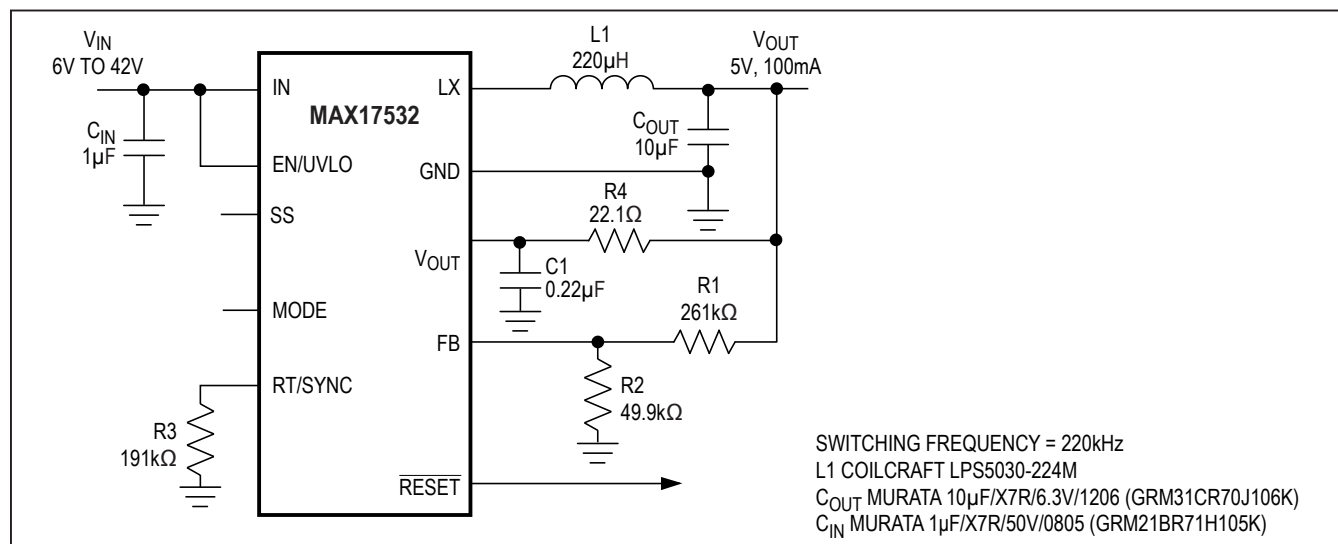 VIN
6V TO 42V
CIN
1µF
MAX17532
IN
EN/UVLO
SS
MODE
RT/SYNC
R3
191kΩ
LX
GND
VOUT
FB
RESET
L1
220µH
VOUT
5V, 100mA
COUT
10µF
R4
22.1Ω
C1
0.22µF
R1
261kΩ
R2
49.9kΩ
SWITCHING FREQUENCY = 220kHz
L1 COILCRAFT LPS5030-224M
COUT MURATA 10µF/X7R/6.3V/1206 (GRM31CR70J106K)
CIN MURATA 1µF/X7R/50V/0805 (GRM21BR71H105K)